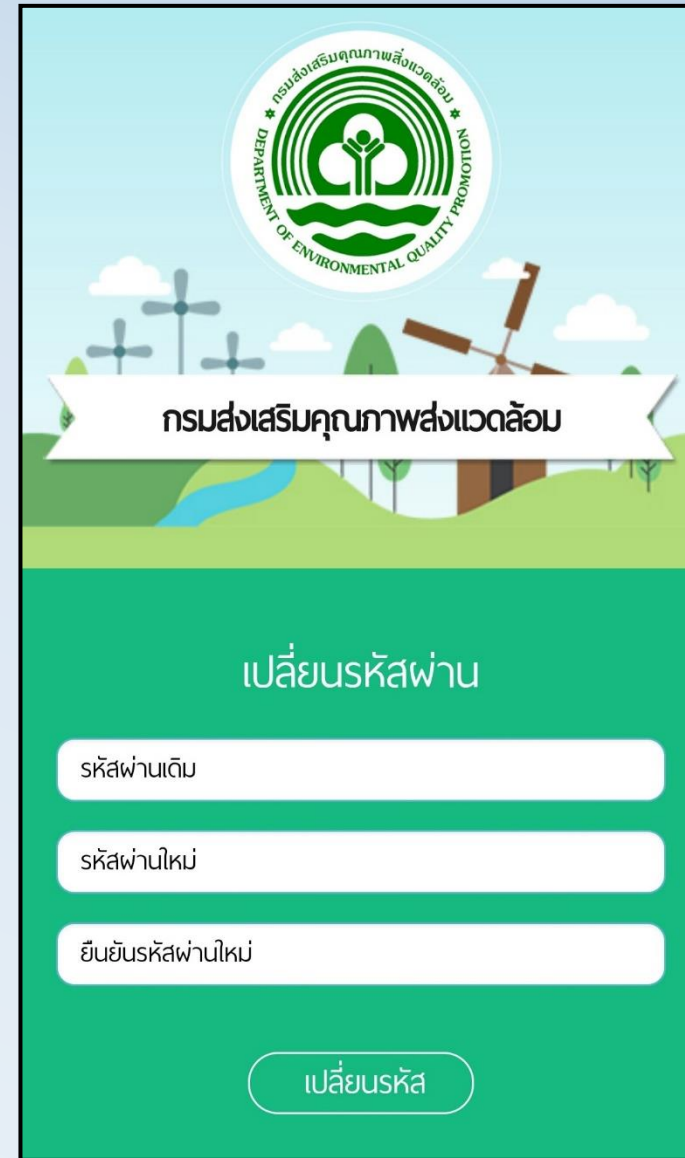 กรมส่งเสริมคุณภาพสิ่งแวดล้อม
DEPARTMENT OF ENVIRONMENTAL QUALITY PROMOTION
กรมส่งเสริมคุณภาพส่งแวดล้อม
เปลี่ยนรหัสผ่าน
รหัสผ่านเดิม
รหัสผ่านใหม่
ยืนยันรหัสผ่านใหม่
เปลี่ยนรหัส